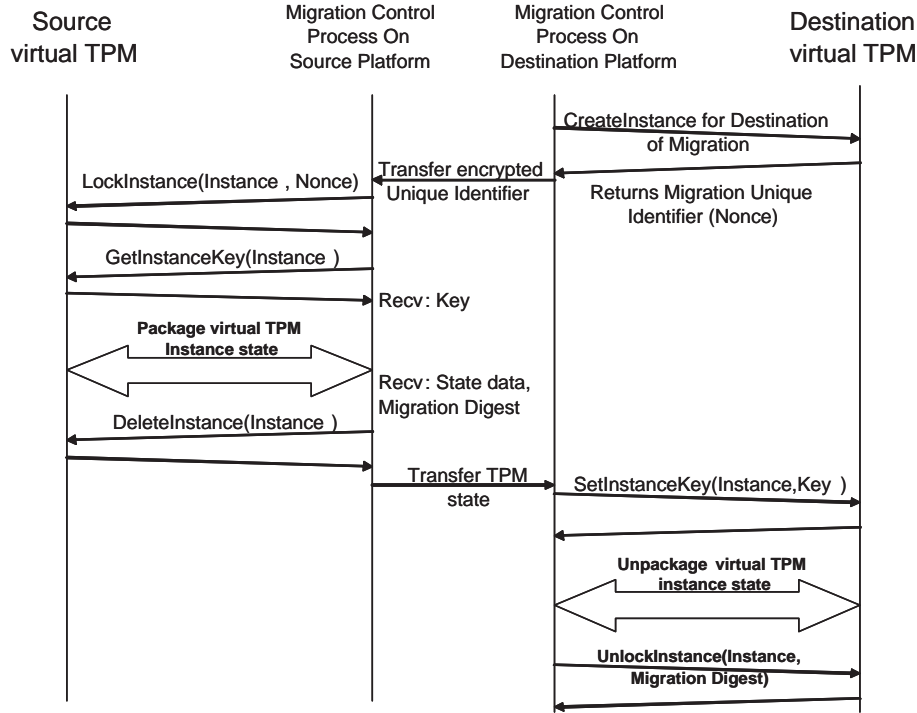 Source
virtual TPM
Migration Control
Process On
Source Platform
Migration Control
Process On
Destination Platform
Destination
virtual TPM
CreateInstance for Destination
of Migration
Transfer encrypted
Unique Identifier
LockInstance(Instance , Nonce)
Returns Migration Unique
Identifier (Nonce)
GetInstanceKey(Instance )
Recv: Key
Package virtual TPM
Instance state
Recv: State data,
Migration Digest
DeleteInstance(Instance )
Transfer TPM
state
SetInstanceKey(Instance,Key )
Unpackage virtual TPM
instance state
UnlockInstance(Instance,
Migration Digest)